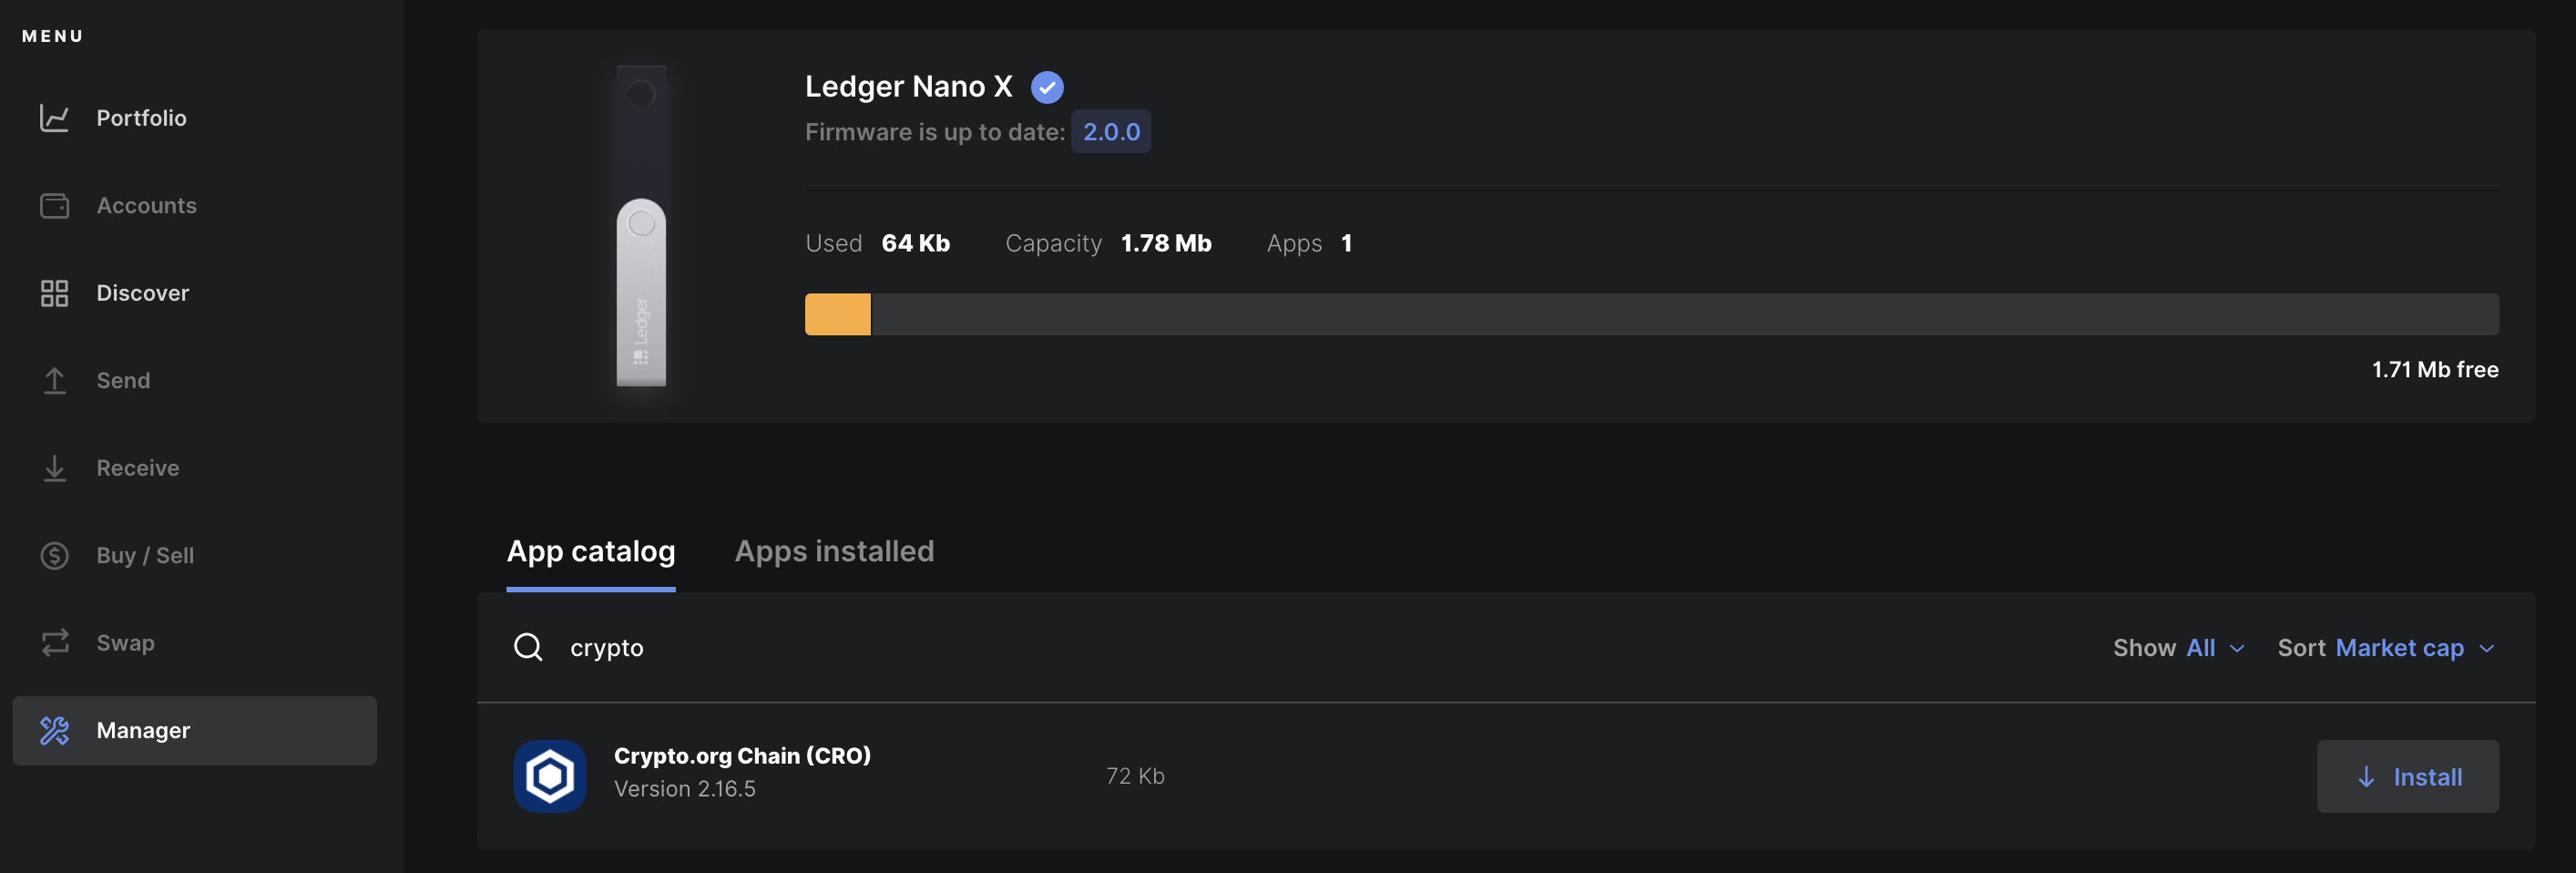 MENU
Portfolio
Accounts
Discover
Send
Receive
Buy / Sell
Swap
Manager
Ledger
Ledger Nano X
Firmware is up to date: 2.0.0
Used 64 Kb Capacity 1.78 Mb Apps 1
1.71 Mb free
App catalog Apps installed
crypto Show All Sort Market cap
Crypto.org Chain (CRO)
Version 2.16.5
72 Kb
Install